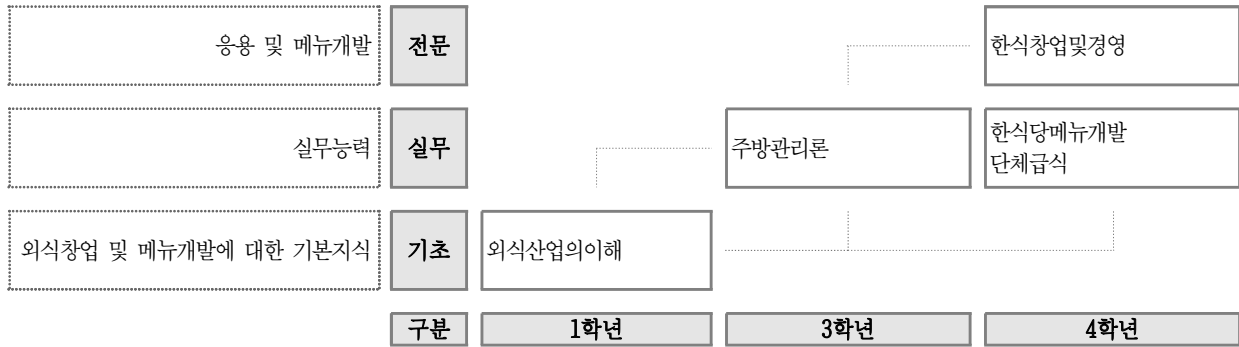 응용 및 메뉴개발 전문 한식창업및경영
실무능력 실무 주방관리론 한식당메뉴개발
단체급식
외식창업 및 메뉴개발에 대한 기본지식 기초 외식산업의이해
구분 1학년 3학년 4학년